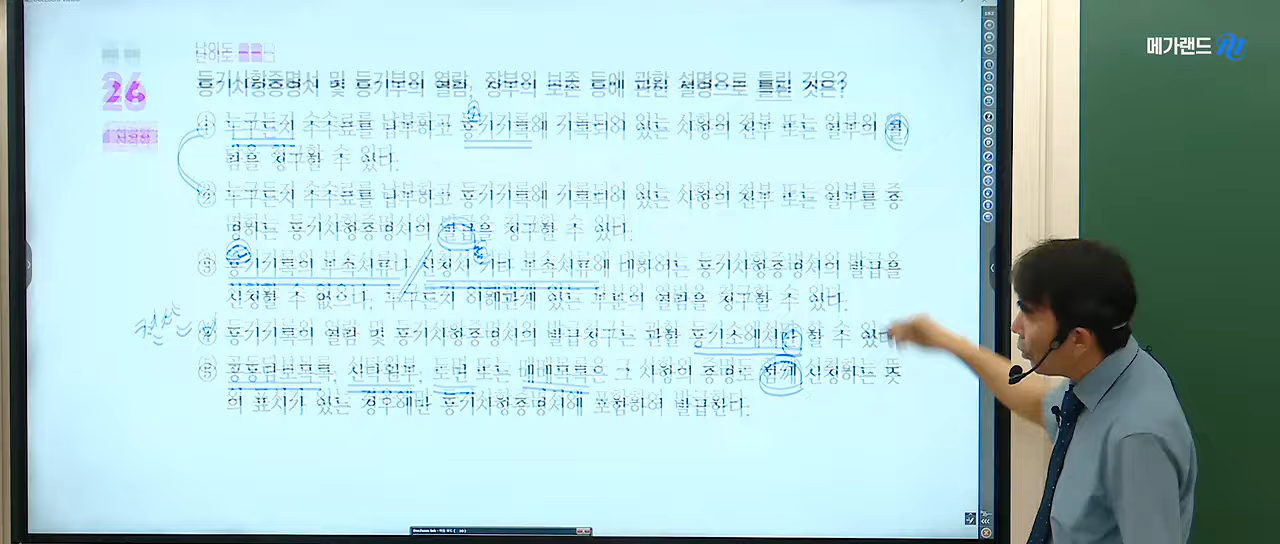 메가랜드
난이도
26 등기사항증명서 및 등기부의 열람, 장부의 보존 등에 관한 설명으로 틀린 것은?
① 누구든지 수수료를 납부하고 등기기록에 기록되어 있는 사항의 전부 또는 일부의 열
람을 청구할 수 있다.
② 누구든지 수수료를 납부하고 등기기록에 기록되어 있는 사항의 전부 또는 일부를 증
명하는 등기사항증명서의 발급을 청구할 수 있다.
③ 등기기록의 부속서류나 신청서 기타 부속서류에 대하여는 등기사항증명서의 발급을
신청할 수 없으나, 누구든지 이해관계 있는 부분의 열람을 청구할 수 있다.
전산
④ 등기기록의 열람 및 등기사항증명서의 발급청구는 관할 등기소에서만 할 수 있다.
⑤ 공동담보목록, 신탁원부, 도면 또는 매매목록은 그 사항의 증명도 함께 신청하는 뜻
의 표시가 있는 경우에만 등기사항증명서에 포함하여 발급한다.